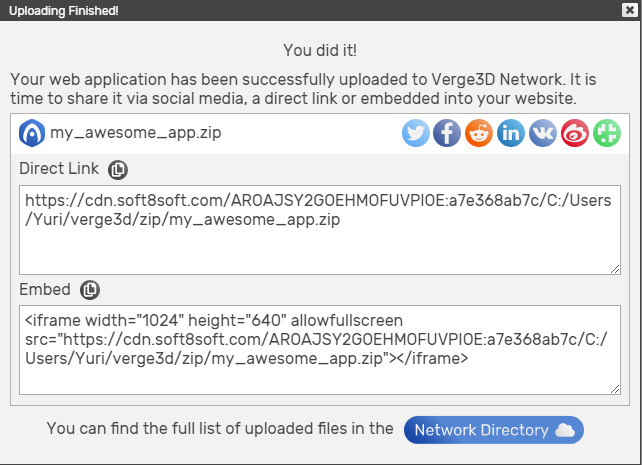 Uploading Finished!
You did it!
Your web application has been successfully uploaded to Verge3D Network. It is
time to share it via social media, a direct link or embedded into your website.
my_awesome_app.zip
Direct Link
https://cdn.soft8soft.com/AROAJSY2GOEHMOFUVPIOE:a7e368ab7c/C:/Users
/Yuri/verge3d/zip/my_awesome_app.zip
Embed
<iframe width="1024" height="640" allowfullscreen
src="https://cdn.soft8soft.com/AROAJSY2GOEHMOFUVPIOE:a7e368ab7c/C:/
Users/Yuri/verge3d/zip/my_awesome_app.zip"></iframe>
You can find the full list of uploaded files in the Network Directory